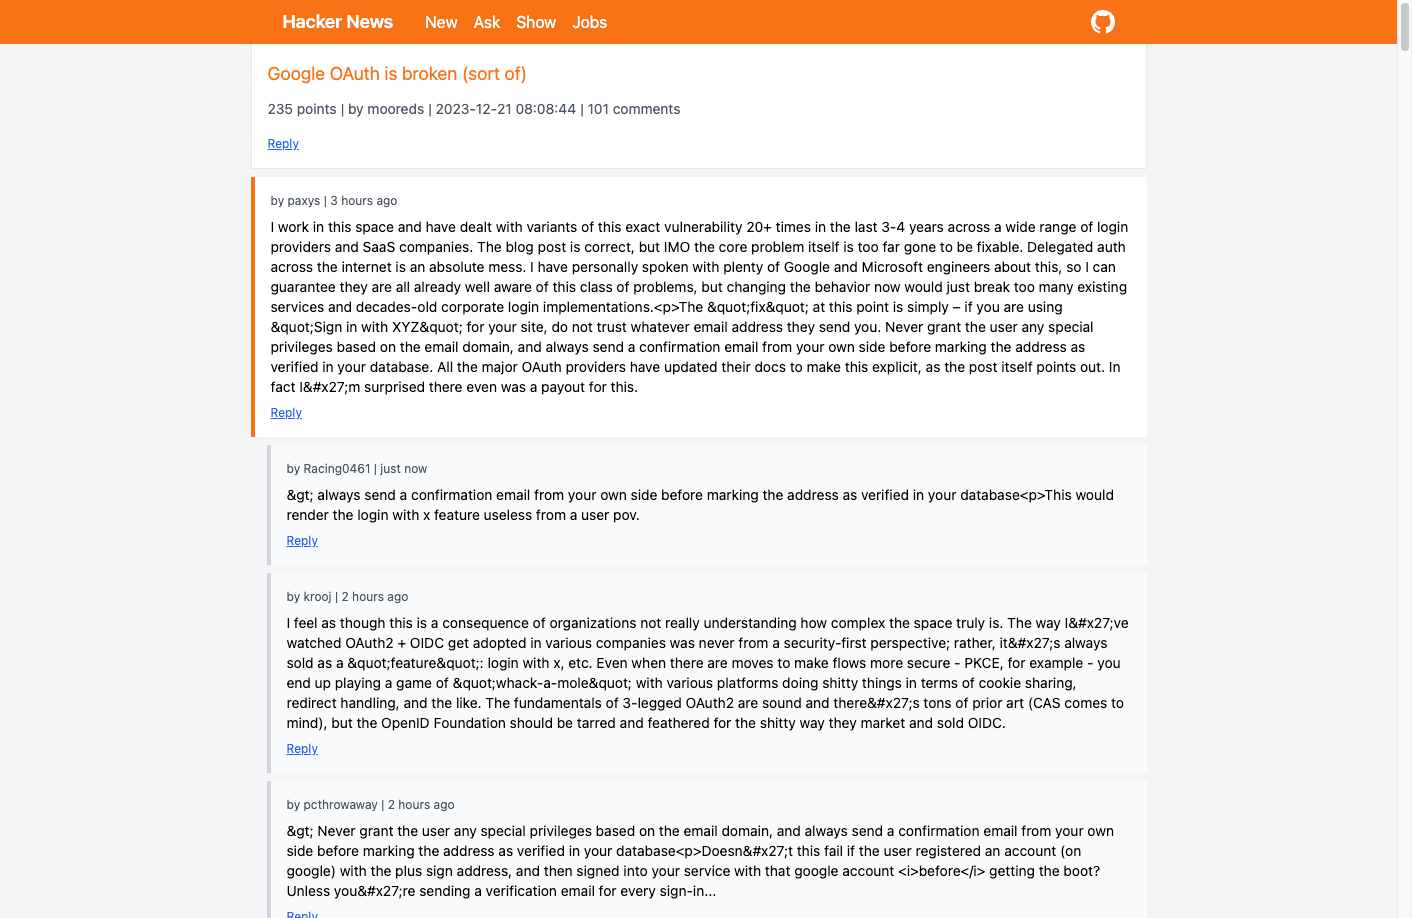 Hacker News New Ask Show Jobs
Google OAuth is broken (sort of)
235 points | by mooreds | 2023-12-21 08:08:44 | 101 comments
Reply
by paxys | 3 hours ago
I work in this space and have dealt with variants of this exact vulnerability 20+ times in the last 3-4 years across a wide range of login
providers and SaaS companies. The blog post is correct, but IMO the core problem itself is too far gone to be fixable. Delegated auth
across the internet is an absolute mess. I have personally spoken with plenty of Google and Microsoft engineers about this, so I can
guarantee they are all already well aware of this class of problems, but changing the behavior now would just break too many existing
services and decades-old corporate login implementations.<p>The &quot;fix&quot; at this point is simply – if you are using
&quot;Sign in with XYZ&quot; for your site, do not trust whatever email address they send you. Never grant the user any special
privileges based on the email domain, and always send a confirmation email from your own side before marking the address as
verified in your database. All the major OAuth providers have updated their docs to make this explicit, as the post itself points out. In
fact I&#x27;m surprised there even was a payout for this.
Reply
by Racing0461 | just now
&gt; always send a confirmation email from your own side before marking the address as verified in your database<p>This would
render the login with x feature useless from a user pov.
Reply
by krooj | 2 hours ago
I feel as though this is a consequence of organizations not really understanding how complex the space truly is. The way I&#x27;ve
watched OAuth2 + OIDC get adopted in various companies was never from a security-first perspective; rather, it&#x27;s always
sold as a &quot;feature&quot;: login with x, etc. Even when there are moves to make flows more secure - PKCE, for example - you
end up playing a game of &quot;whack-a-mole&quot; with various platforms doing shitty things in terms of cookie sharing,
redirect handling, and the like. The fundamentals of 3-legged OAuth2 are sound and there&#x27;s tons of prior art (CAS comes to
mind), but the OpenID Foundation should be tarred and feathered for the shitty way they market and sold OIDC.
Reply
by pcthrowaway | 2 hours ago
&gt; Never grant the user any special privileges based on the email domain, and always send a confirmation email from your own
side before marking the address as verified in your database<p>Doesn&#x27;t this fail if the user registered an account (on
google) with the plus sign address, and then signed into your service with that google account <i>before</i> getting the boot?
Unless you&#x27;re sending a verification email for every sign-in...
Reply